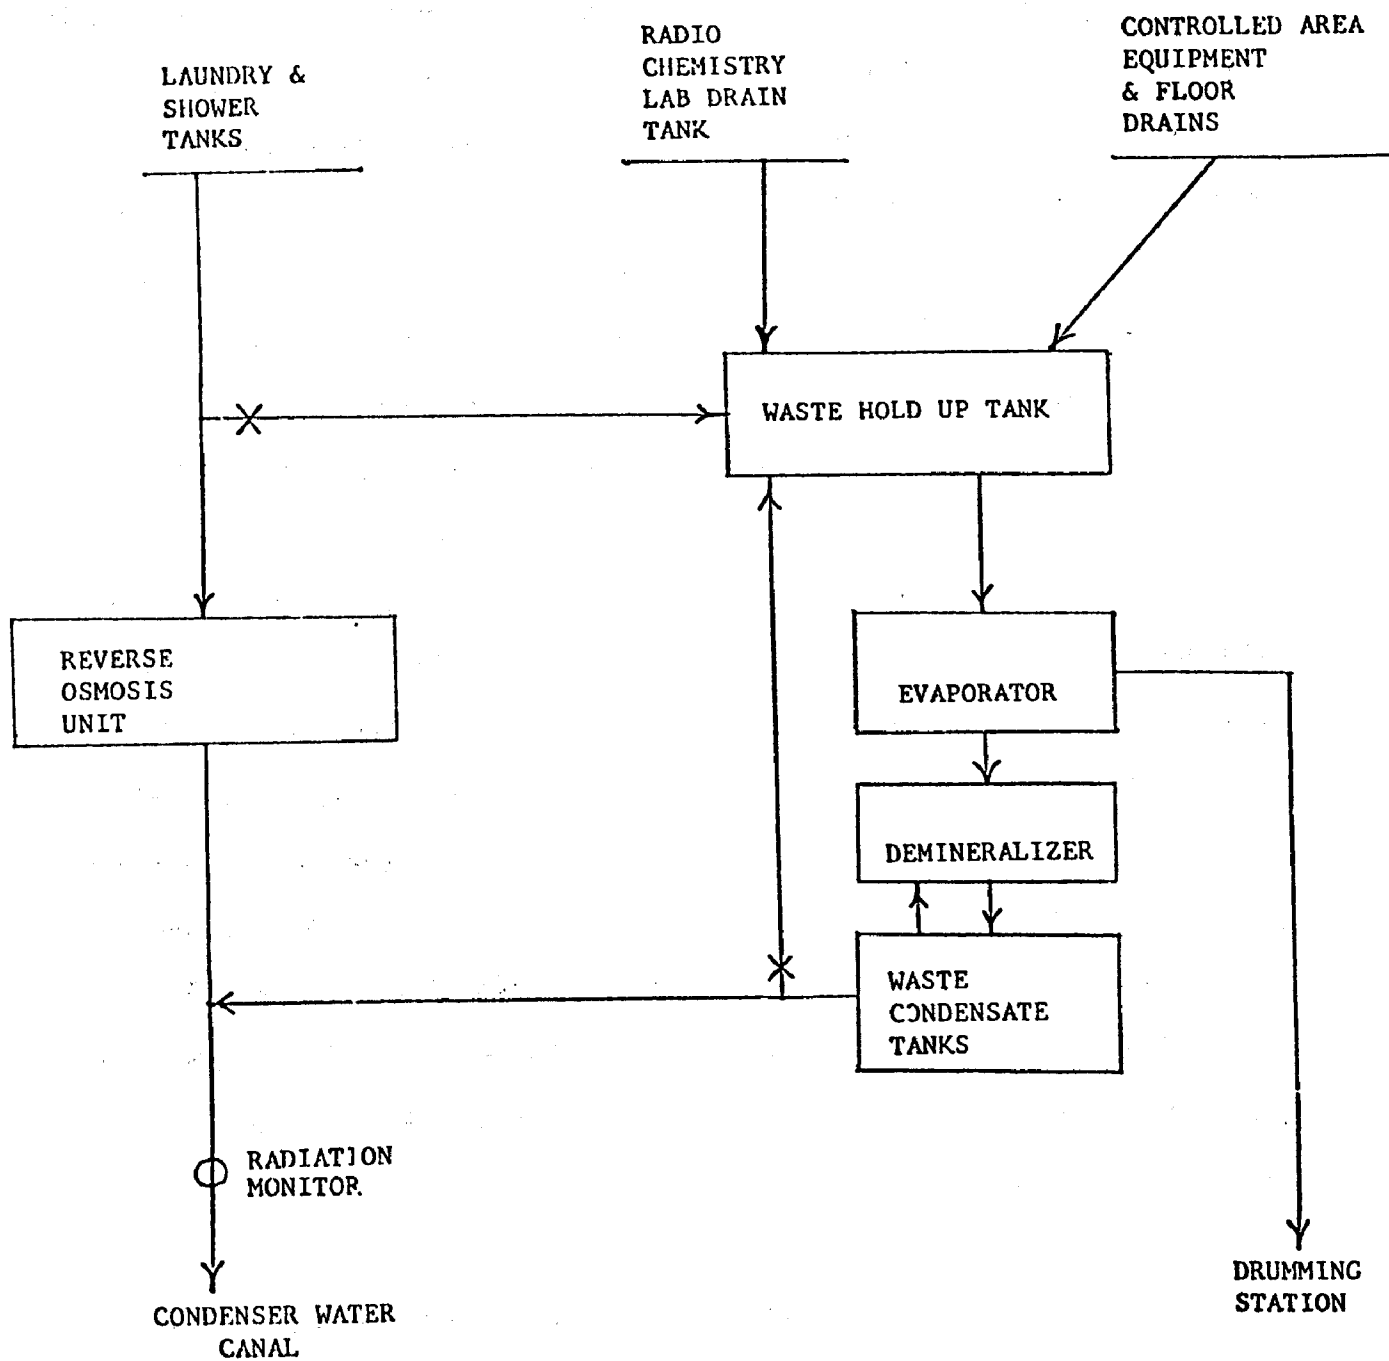 LAUNDRY &
SHOWER
TANKS
RADIO
CHEMISTRY
LAB DRAIN
TANK
CONTROLLED AREA
EQUIPMENT
& FLOOR
DRAINS
WASTE HOLD UP TANK
REVERSE
OSMOSIS
UNIT
EVAPORATOR
DEMINERALIZER
WASTE
CONDENSATE
TANKS
RADIATION
MONITOR
CONDENSER WATER
CANAL
DRUMMING
STATION